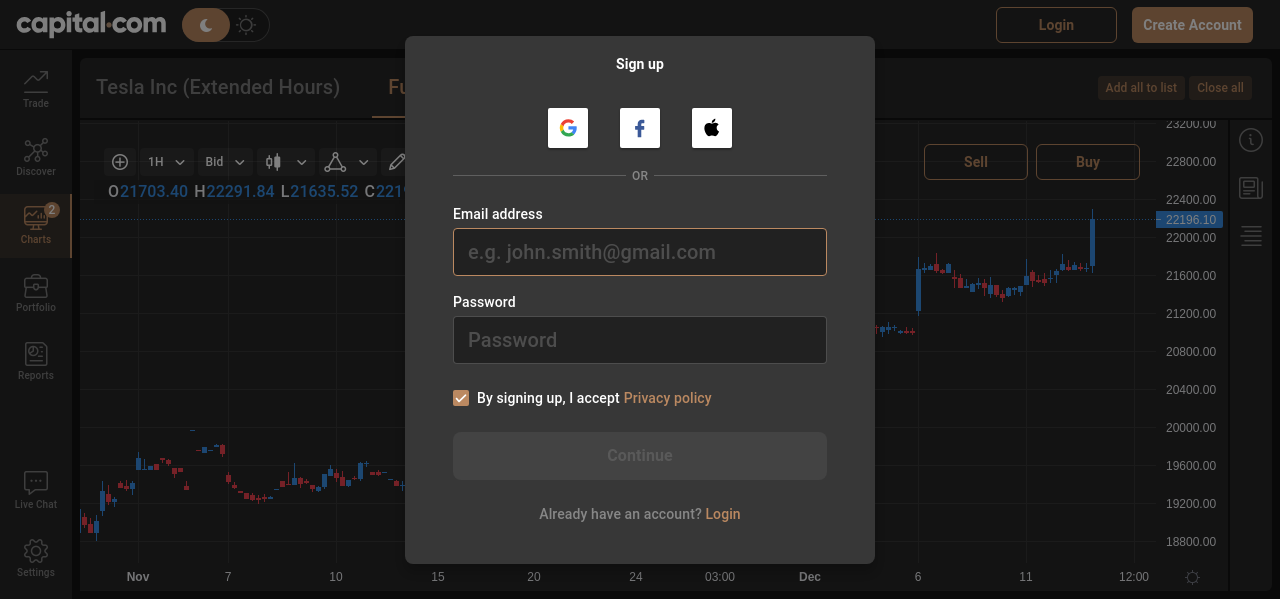 capital.com
Login
Create Account
Sign up
Tesla Inc (Extended Hours)
Add all to list
Close all
Trade
Discover
Charts
2
Portfolio
Reports
Live Chat
Settings
1H
Bid
Sell
Buy
O21703.40 H22291.84 L21635.52
OR
Email address
e.g. john.smith@gmail.com
Password
Password
By signing up, I accept Privacy policy
Continue
Already have an account? Login
23200.00
22800.00
22400.00
22196.10
22000.00
21600.00
21200.00
20800.00
20400.00
20000.00
19600.00
19200.00
18800.00
Nov
7
10
15
20
24
03:00
Dec
6
11
12:00